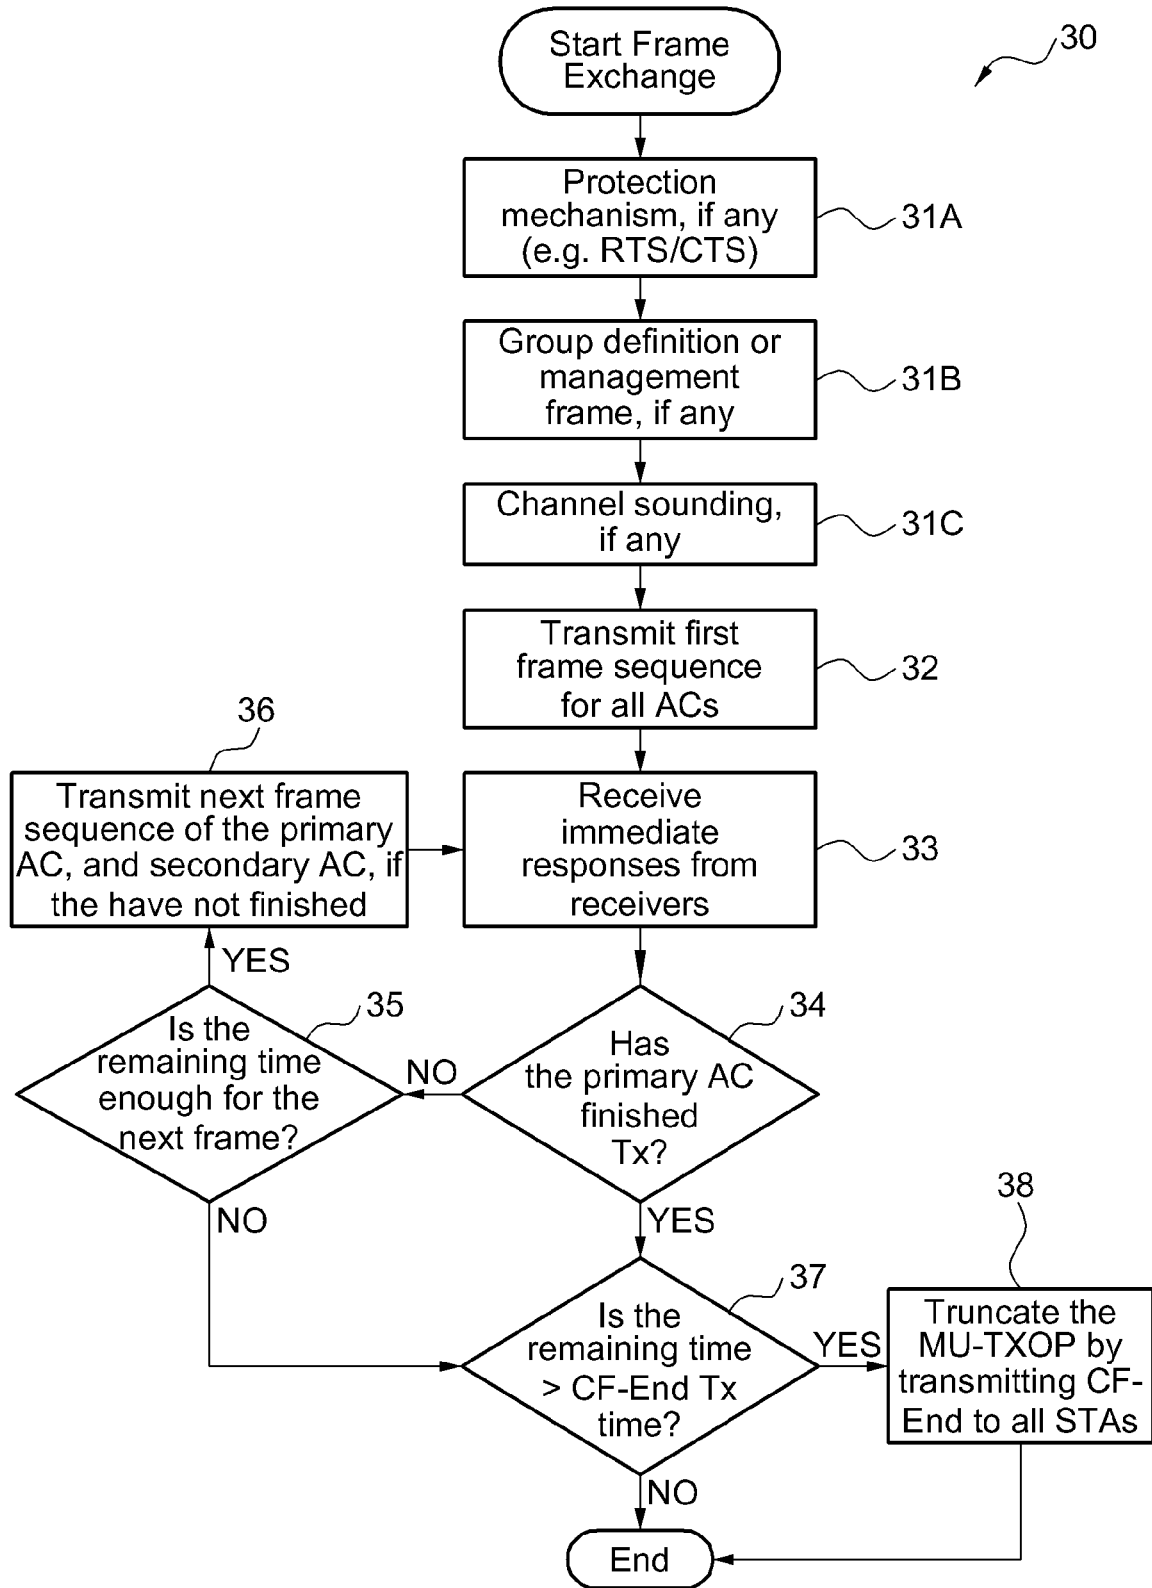 Start Frame
Exchange
30
Protection
mechanism, if any
(e.g. RTS/CTS)
31A
Group definition or
management
frame, if any
31B
Channel sounding,
if any
31C
Transmit first
frame sequence
for all ACs
32
36
Transmit next frame
sequence of the primary
AC, and secondary AC, if
the have not finished
Receive
immediate
responses from
receivers
33
YES
35
Is the
remaining time
enough for the
next frame?
NO
34
Has
the primary AC
finished
Tx?
NO
YES
38
37
Is the
remaining time
> CF-End Tx
time?
YES
Truncate the
MU-TXOP by
transmitting CF-
End to all STAs
NO
End